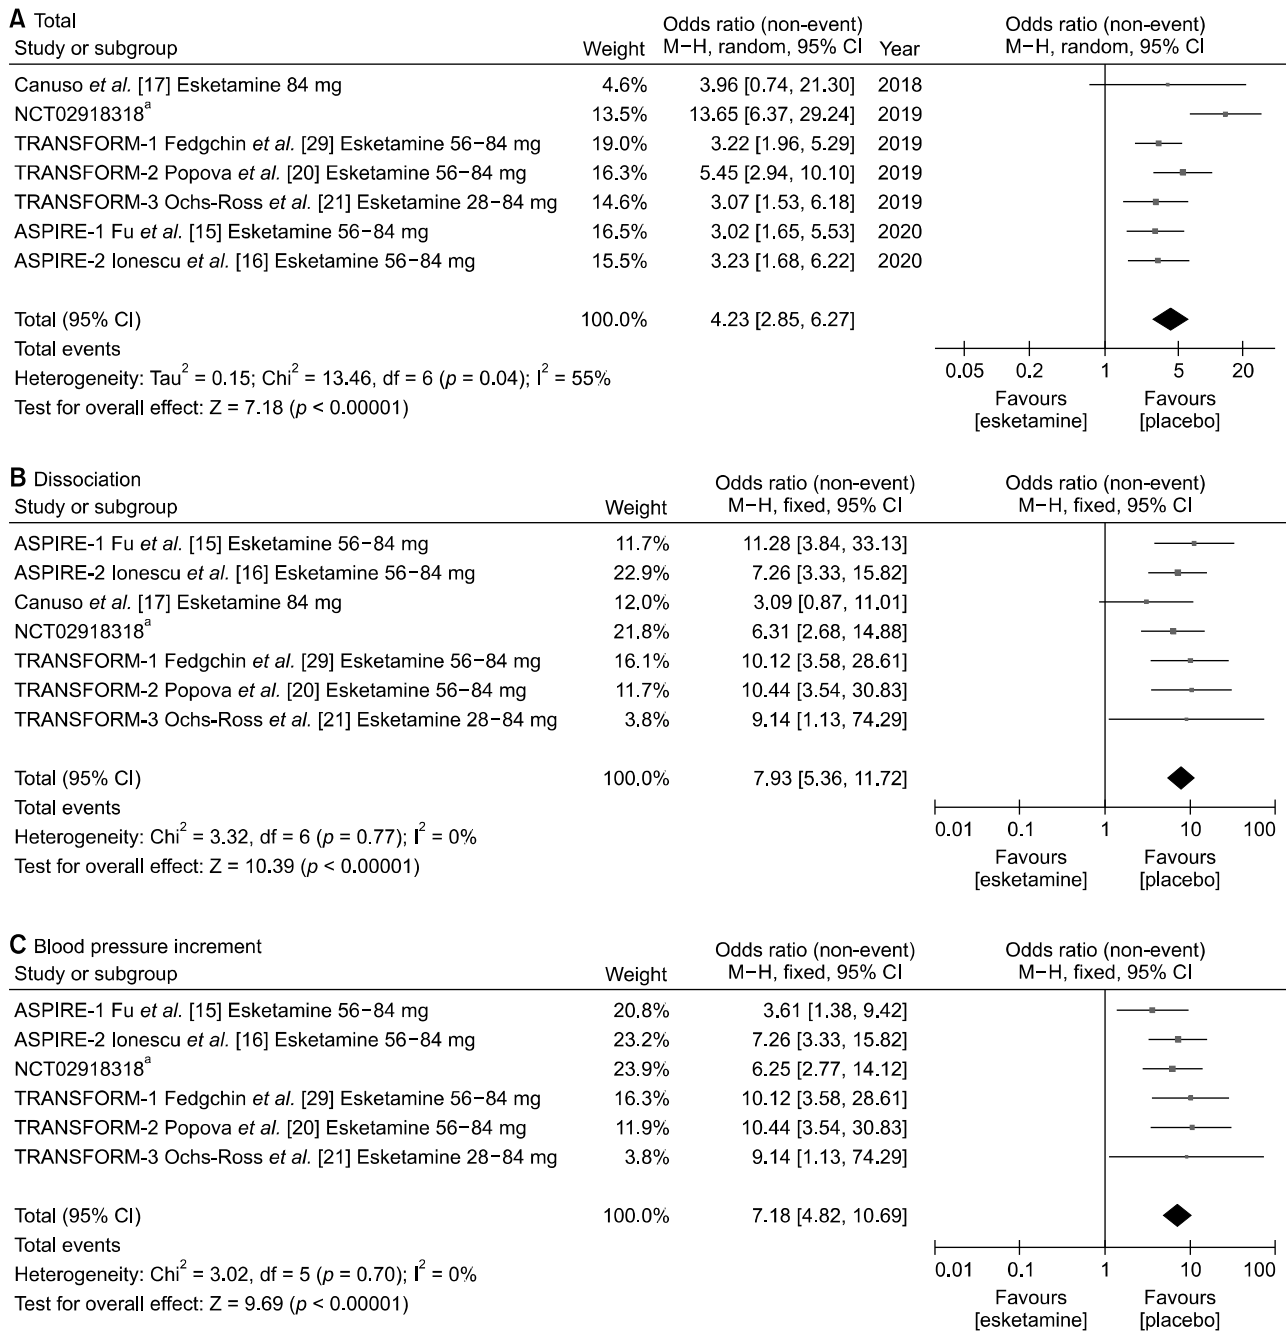 A Total
Study or subgroup Weight Odds ratio (non-event) M−H, random, 95% CI Year Odds ratio (non-event) M−H, random, 95% CI
Canuso et al. [17] Esketamine 84 mg 4.6% 3.96 [0.74, 21.30] 2018
NCT02918318a 13.5% 13.65 [6.37, 29.24] 2019
TRANSFORM-1 Fedgchin et al. [29] Esketamine 56−84 mg 19.0% 3.22 [1.96, 5.29] 2019
TRANSFORM-2 Popova et al. [20] Esketamine 56−84 mg 16.3% 5.45 [2.94, 10.10] 2019
TRANSFORM-3 Ochs-Ross et al. [21] Esketamine 28−84 mg 14.6% 3.07 [1.53, 6.18] 2019
ASPIRE-1 Fu et al. [15] Esketamine 56−84 mg 16.5% 3.02 [1.65, 5.53] 2020
ASPIRE-2 Ionescu et al. [16] Esketamine 56−84 mg 15.5% 3.23 [1.68, 6.22] 2020
Total (95% CI) 100.0% 4.23 [2.85, 6.27]
Total events
Heterogeneity: Tau2 = 0.15; Chi2 = 13.46, df = 6 (p = 0.04); I2 = 55%
Test for overall effect: Z = 7.18 (p < 0.00001)
0.05 0.2 1 5 20
Favours [esketamine] Favours [placebo]
B Dissociation
Study or subgroup Weight Odds ratio (non-event) M−H, fixed, 95% CI Odds ratio (non-event) M−H, fixed, 95% CI
ASPIRE-1 Fu et al. [15] Esketamine 56−84 mg 11.7% 11.28 [3.84, 33.13]
ASPIRE-2 Ionescu et al. [16] Esketamine 56−84 mg 22.9% 7.26 [3.33, 15.82]
Canuso et al. [17] Esketamine 84 mg 12.0% 3.09 [0.87, 11.01]
NCT02918318a 21.8% 6.31 [2.68, 14.88]
TRANSFORM-1 Fedgchin et al. [29] Esketamine 56−84 mg 16.1% 10.12 [3.58, 28.61]
TRANSFORM-2 Popova et al. [20] Esketamine 56−84 mg 11.7% 10.44 [3.54, 30.83]
TRANSFORM-3 Ochs-Ross et al. [21] Esketamine 28−84 mg 3.8% 9.14 [1.13, 74.29]
Total (95% CI) 100.0% 7.93 [5.36, 11.72]
Total events
Heterogeneity: Chi2 = 3.32, df = 6 (p = 0.77); I2 = 0%
Test for overall effect: Z = 10.39 (p < 0.00001)
0.01 0.1 1 10 100
Favours [esketamine] Favours [placebo]
C Blood pressure increment
Study or subgroup Weight Odds ratio (non-event) M−H, fixed, 95% CI Odds ratio (non-event) M−H, fixed, 95% CI
ASPIRE-1 Fu et al. [15] Esketamine 56−84 mg 20.8% 3.61 [1.38, 9.42]
ASPIRE-2 Ionescu et al. [16] Esketamine 56−84 mg 23.2% 7.26 [3.33, 15.82]
NCT02918318a 23.9% 6.25 [2.77, 14.12]
TRANSFORM-1 Fedgchin et al. [29] Esketamine 56−84 mg 16.3% 10.12 [3.58, 28.61]
TRANSFORM-2 Popova et al. [20] Esketamine 56−84 mg 11.9% 10.44 [3.54, 30.83]
TRANSFORM-3 Ochs-Ross et al. [21] Esketamine 28−84 mg 3.8% 9.14 [1.13, 74.29]
Total (95% CI) 100.0% 7.18 [4.82, 10.69]
Total events
Heterogeneity: Chi2 = 3.02, df = 5 (p = 0.70); I2 = 0%
Test for overall effect: Z = 9.69 (p < 0.00001)
0.01 0.1 1 10 100
Favours [esketamine] Favours [placebo]